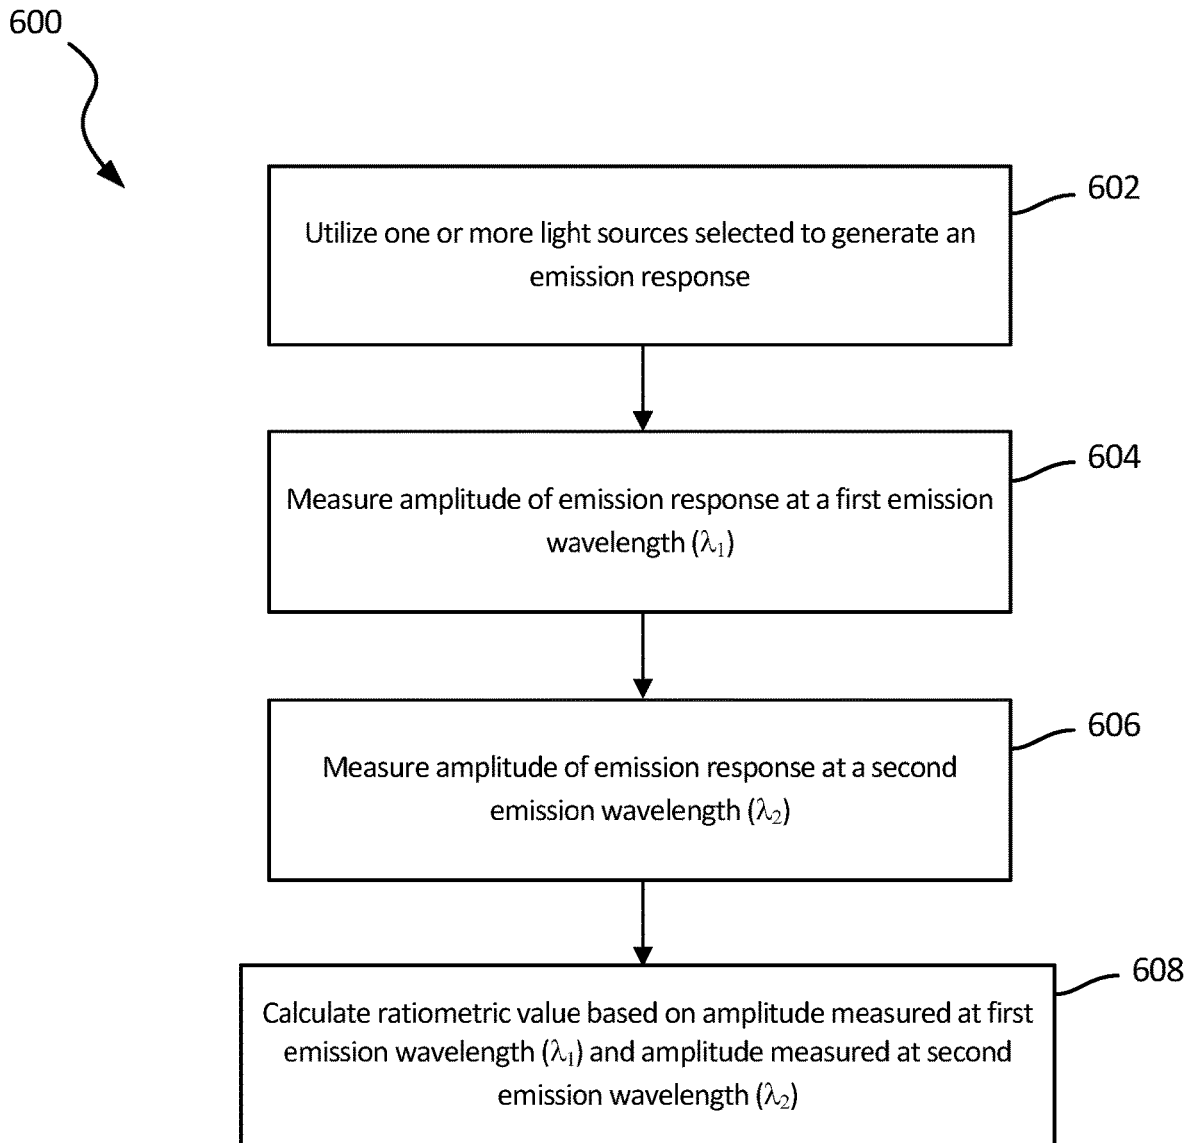 600
602
Utilize one or more light sources selected to generate an
emission response
604
Measure amplitude of emission response at a first emission
wavelength (λ₁)
606
Measure amplitude of emission response at a second
emission wavelength (λ₂)
608
Calculate ratiometric value based on amplitude measured at first
emission wavelength (λ₁) and amplitude measured at second
emission wavelength (λ₂)